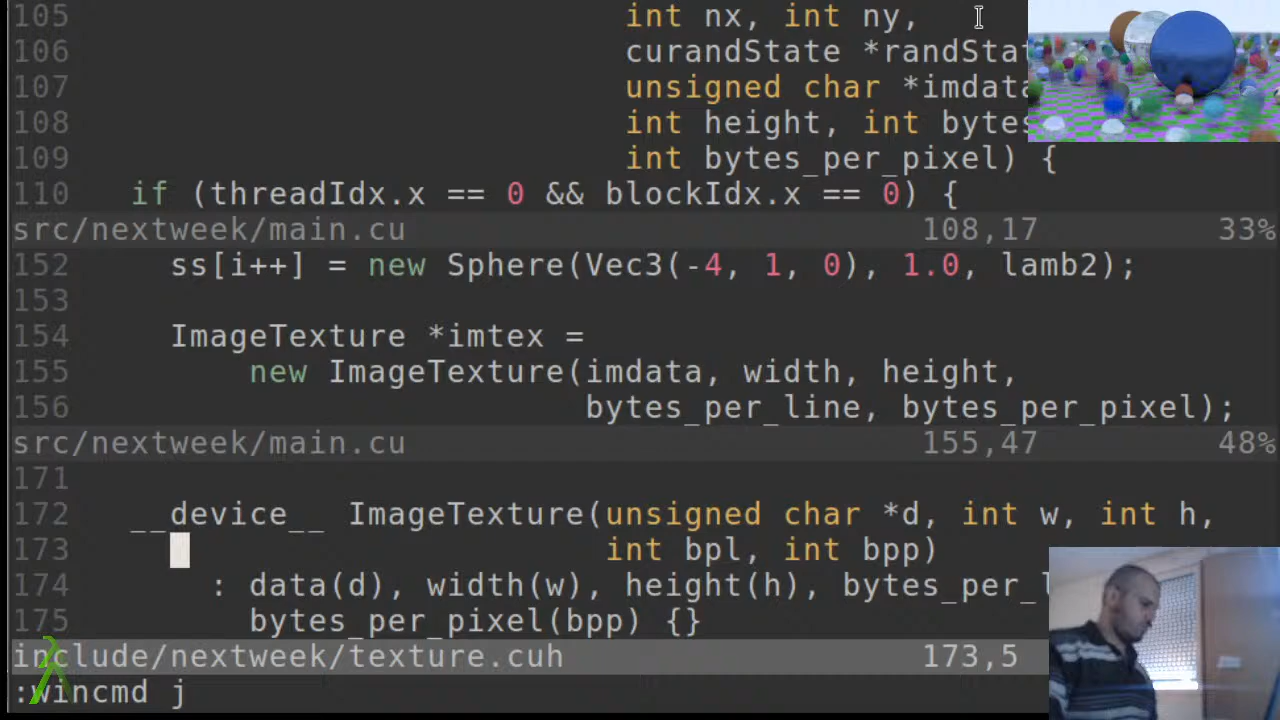 105 int nx, int ny,
106 curandState *randStat
107 unsigned char *imdata
108 int height, int bytes
109 int bytes_per_pixel) {
110 if (threadIdx.x == 0 && blockIdx.x == 0) {
src/nextweek/main.cu 108,17 33%
152 ss[i++] = new Sphere(Vec3(-4, 1, 0), 1.0, lamb2);
153
154 ImageTexture *imtex =
155 new ImageTexture(imdata, width, height,
156 bytes_per_line, bytes_per_pixel);
src/nextweek/main.cu 155,47 48%
171
172 __device__ ImageTexture(unsigned char *d, int w, int h,
173 int bpl, int bpp)
174 : data(d), width(w), height(h), bytes_per_l
175 bytes_per_pixel(bpp) {}
include/nextweek/texture.cuh 173,5
:wincmd j